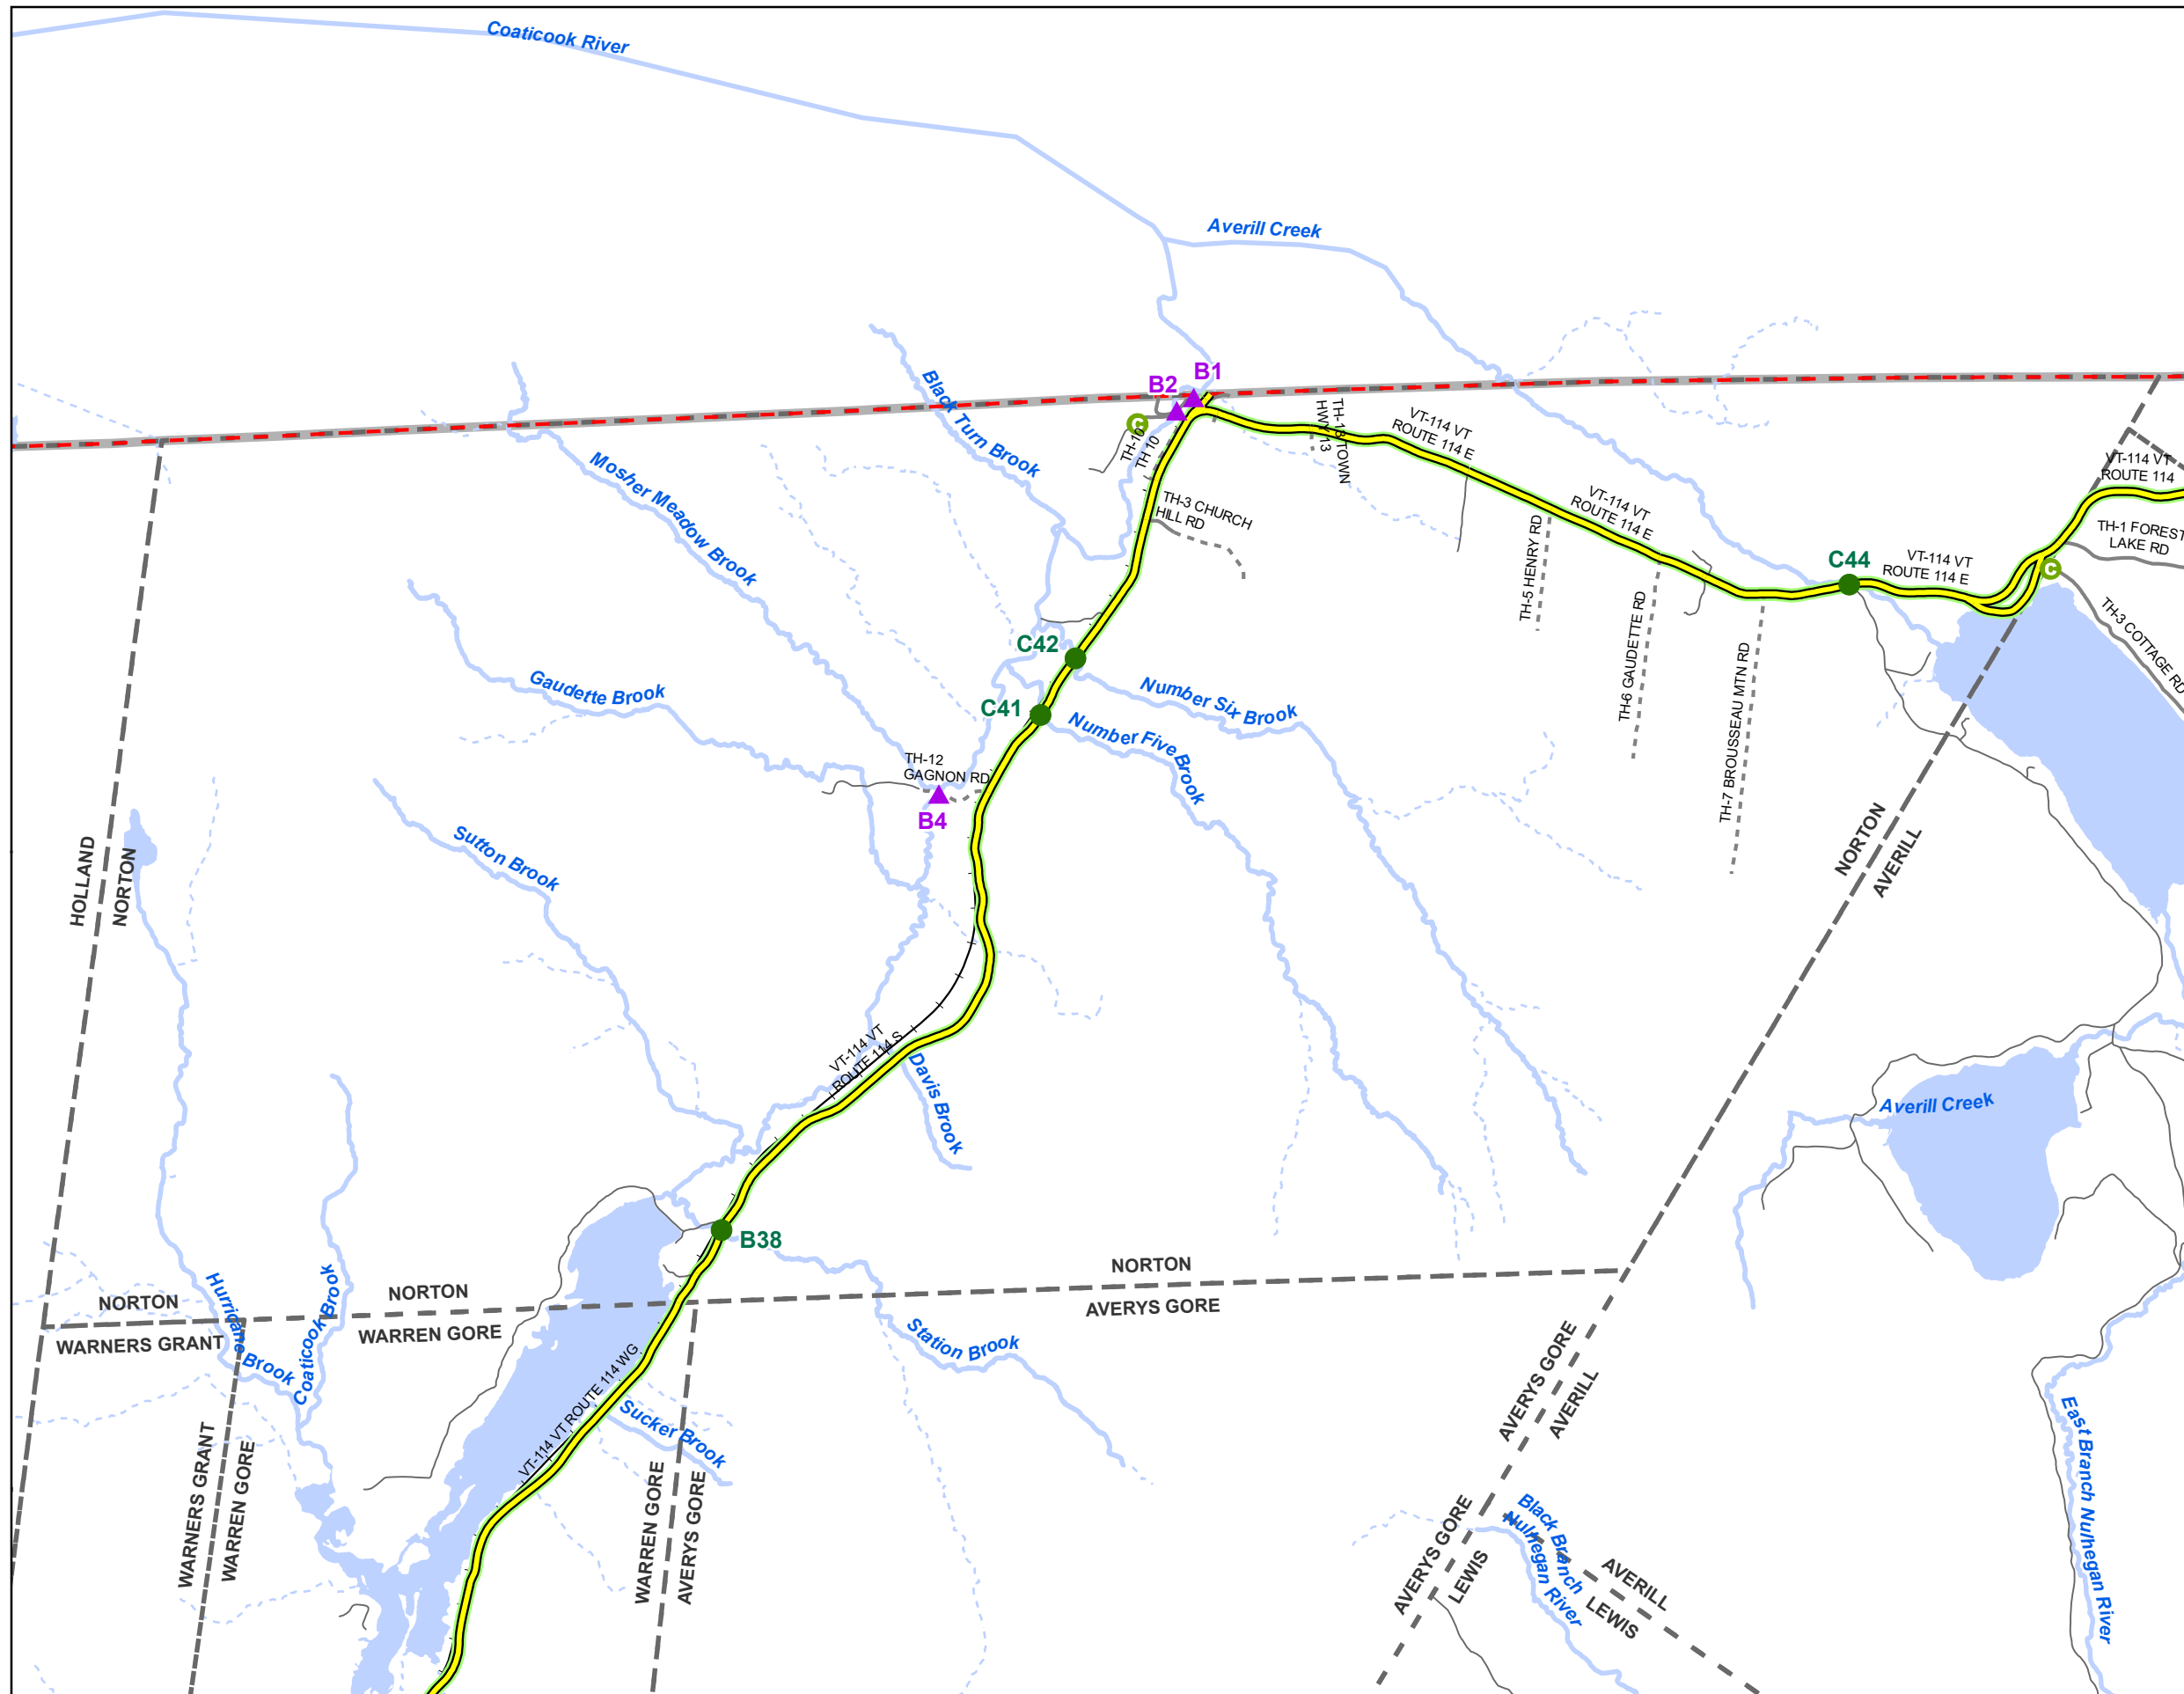 Coaticook River
Averill Creek
B1
B2
C
Black Turn Brook
TH-10
TH 10
TH-18 TOWN
HWY 13
VT-114 VT
ROUTE 114 E
VT-114 VT
ROUTE 114
Mosher Meadow Brook
TH-3 CHURCH
HILL RD
VT-114 VT
ROUTE 114 E
TH-5 HENRY RD
TH-1 FOREST
LAKE RD
C44
VT-114 VT
ROUTE 114 E
C
TH-6 GAUDETTE RD
TH-3 COTTAGE RD
C42
TH-7 BROUSSEAU MTN RD
Gaudette Brook
Number Six Brook
C41
Number Five Brook
TH-12
GAGNON RD
B4
Sutton Brook
HOLLAND
NORTON
NORTON
AVERILL
VT-114 VT
ROUTE 114 S
Davis Brook
Averill Creek
B38
NORTON
AVERYS GORE
NORTON
WARNERS GRANT
NORTON
WARREN GORE
Hurricane Brook
Coaticook Brook
Station Brook
VT-114 VT ROUTE 114 WG
Sucker Brook
AVERYS GORE
AVERILL
WARNERS GRANT
WARREN GORE
WARREN GORE
AVERYS GORE
AVERYS GORE
LEWIS
Black Branch
Nulhegan River
AVERILL
LEWIS
East Branch Nulhegan River